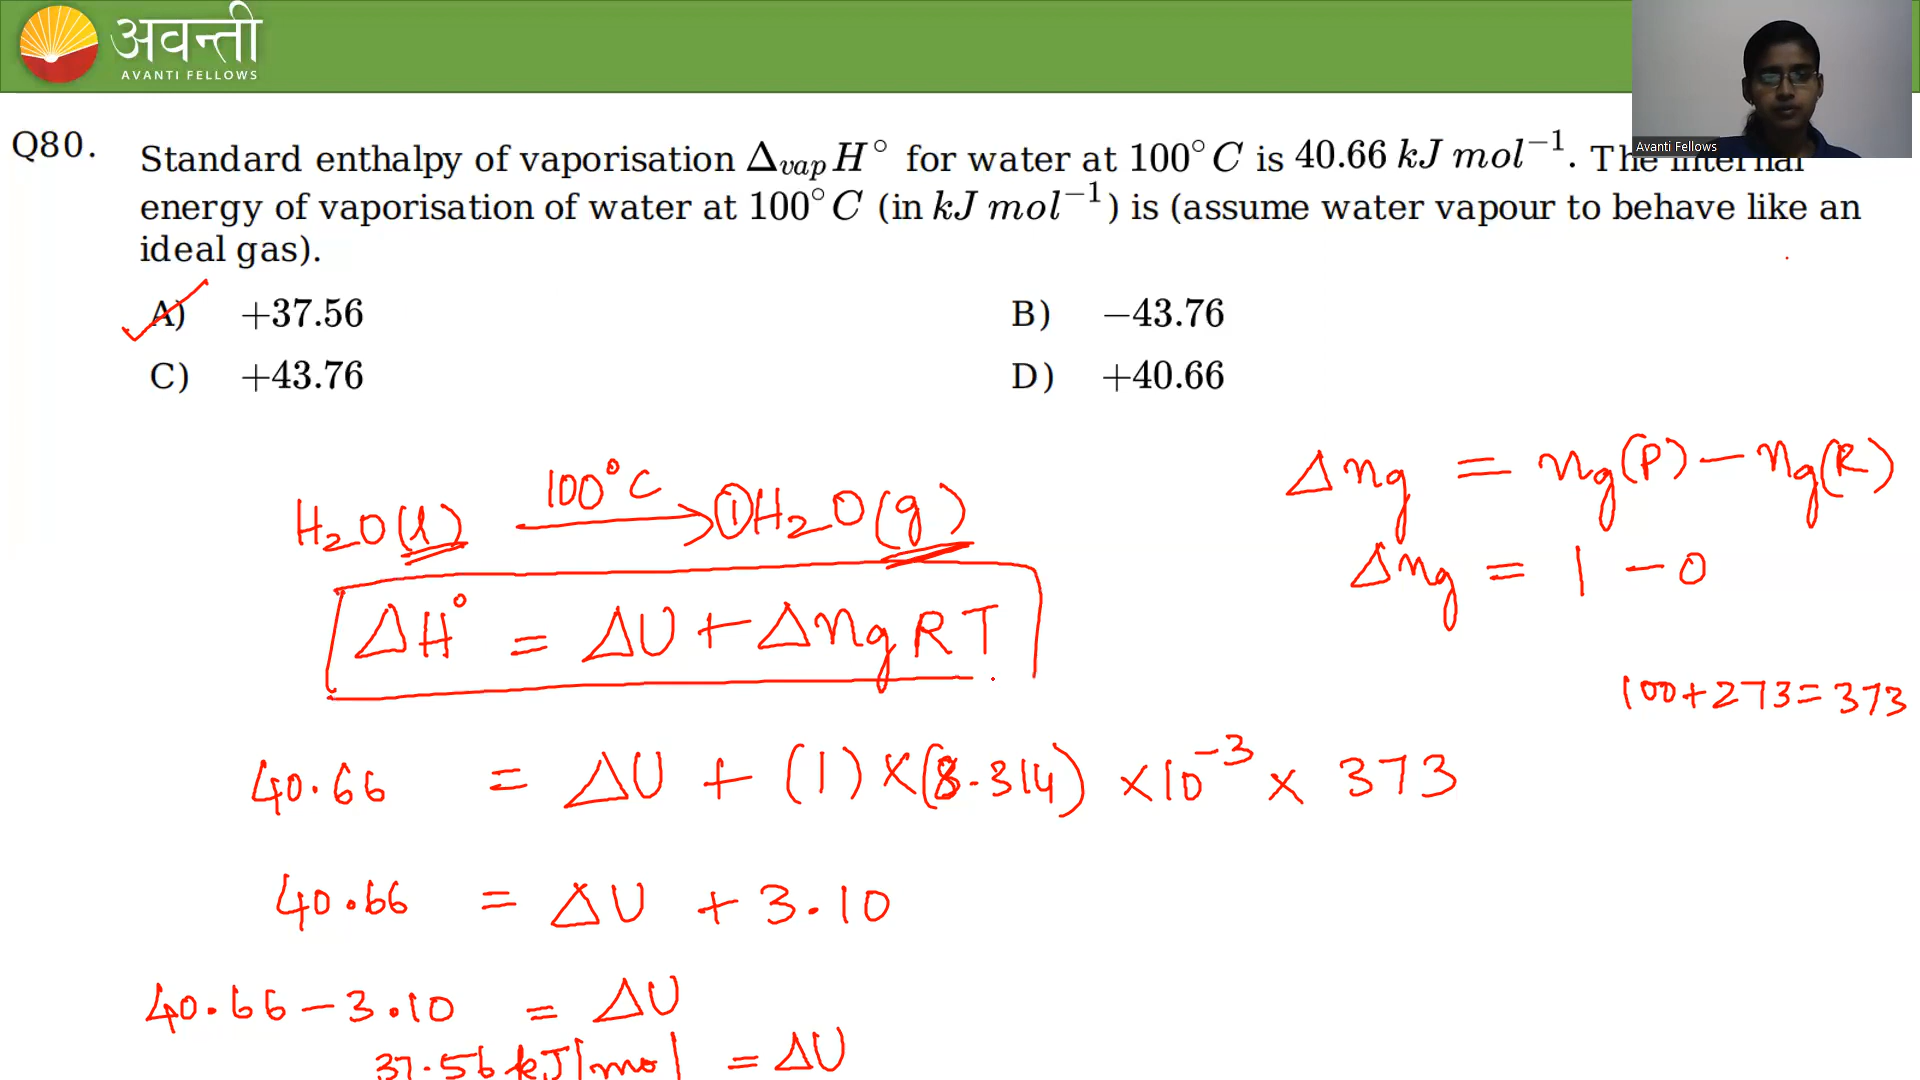 अवन्ती
AVANTI FELLOWS
Avanti Fellows
Q80. Standard enthalpy of vaporisation Δ_vap H° for water at 100°C is 40.66 kJ mol⁻¹. The internal
energy of vaporisation of water at 100°C (in kJ mol⁻¹) is (assume water vapour to behave like an
ideal gas).
A) +37.56 B) −43.76
C) +43.76 D) +40.66
H₂O(l) 100°C → ①H₂O(g)
ΔH° = ΔU + Δng RT
Δng = ng(P) − ng(R)
Δng = 1 − 0
100+273=373
40.66 = ΔU + (1) × (8.314) × 10⁻³ × 373
40.66 = ΔU + 3.10
40.66 − 3.10 = ΔU
37.56 kJ/mol = ΔU